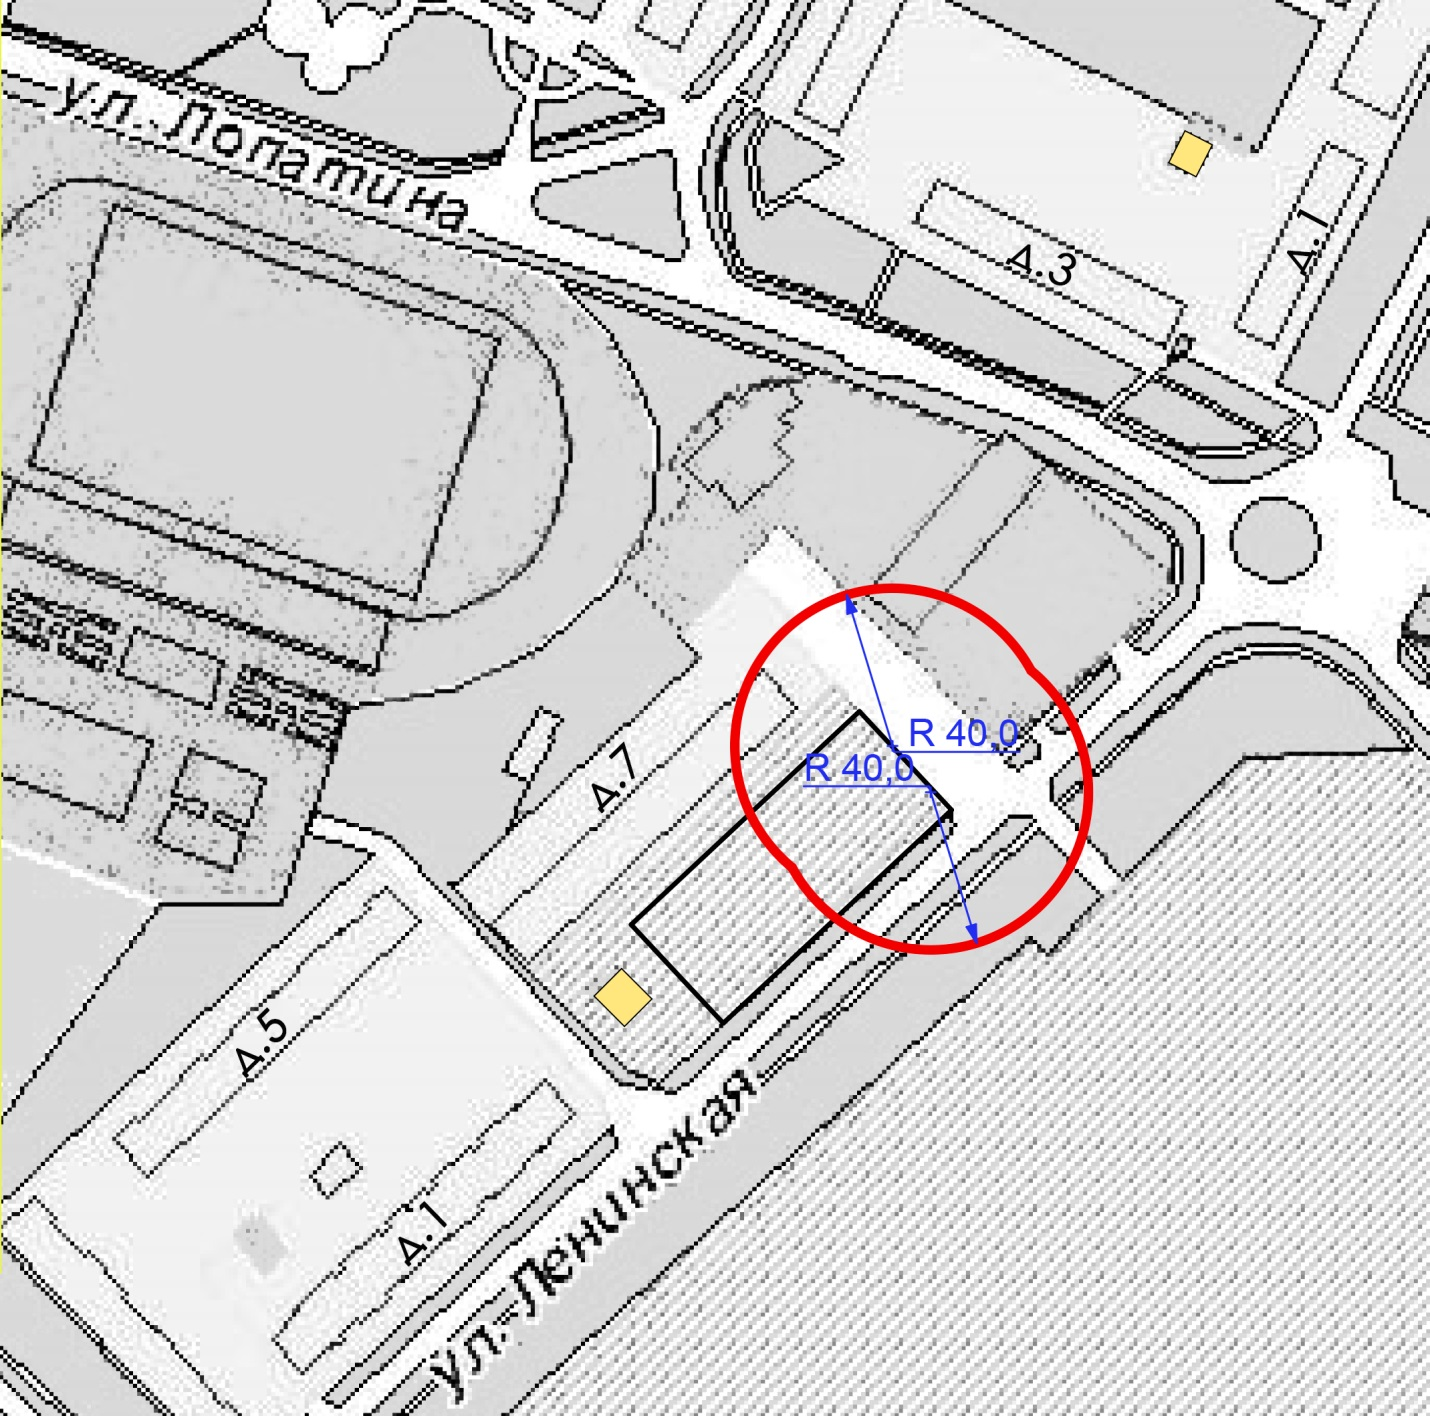 ул. Лопатина
д.3
д.1
R 40,0
R 40,0
д.7
д.5
д.1
ул. Ленинская